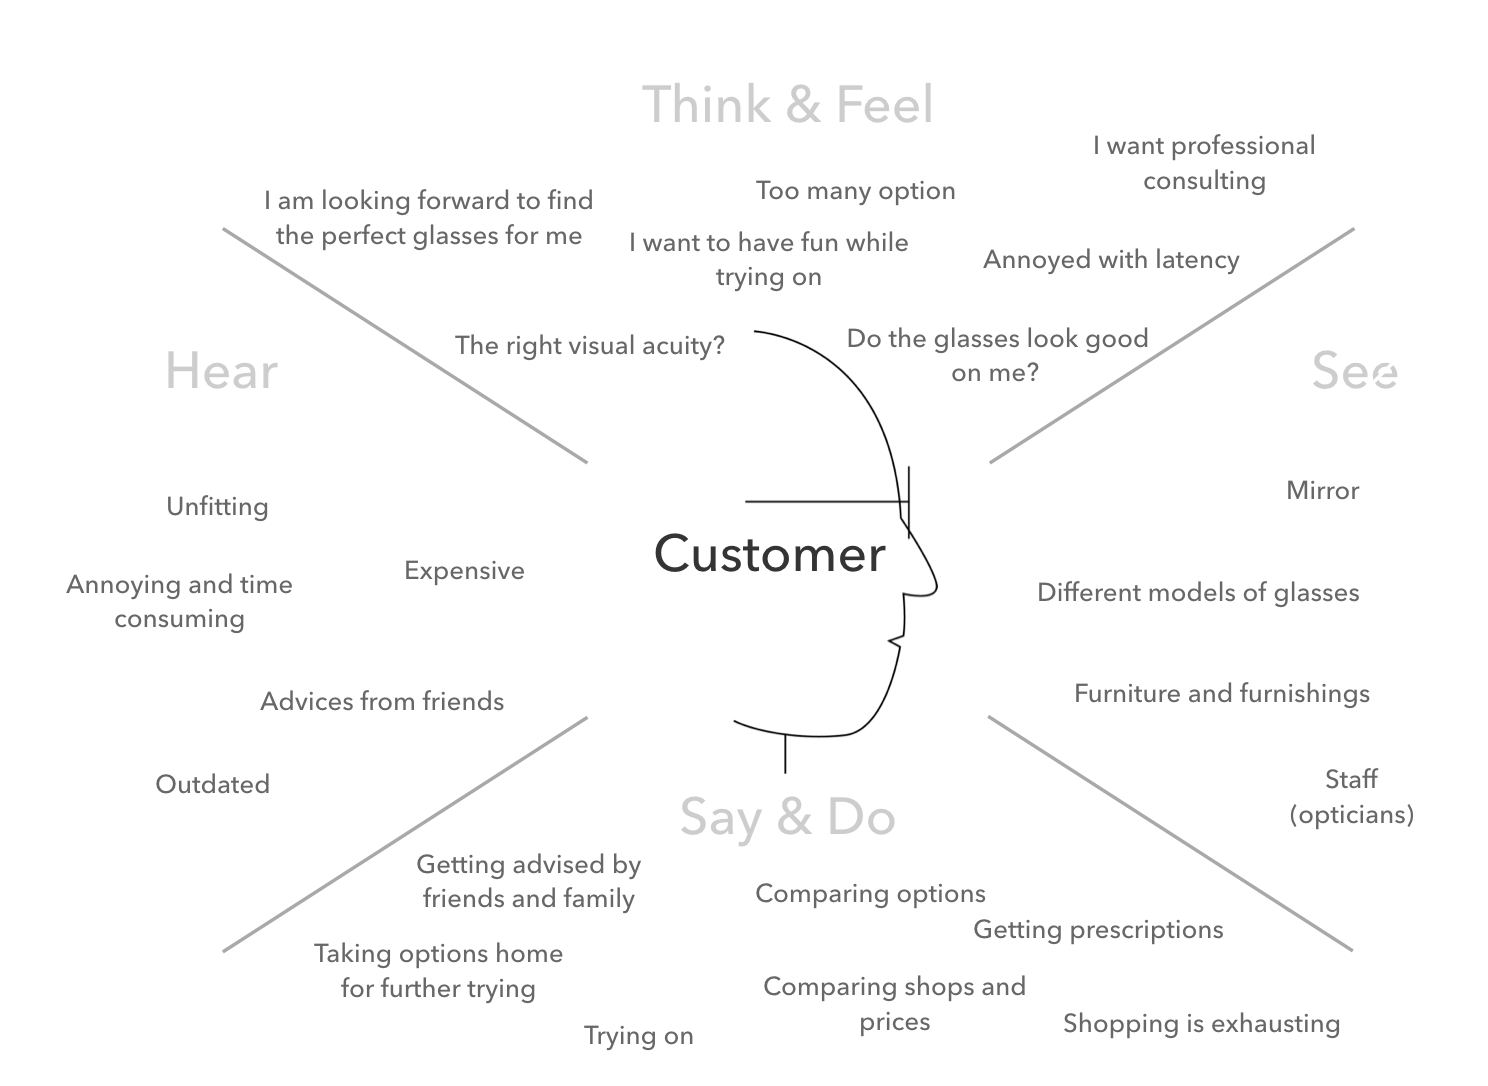 Think & Feel
I want professional
consulting
Too many option
I am looking forward to find
the perfect glasses for me
I want to have fun while
trying on
Annoyed with latency
The right visual acuity?
Do the glasses look good
on me?
Hear
Unfitting
Expensive
Annoying and time
consuming
Advices from friends
Outdated
Customer
See
Mirror
Different models of glasses
Furniture and furnishings
Staff
(opticians)
Say & Do
Getting advised by
friends and family
Comparing options
Getting prescriptions
Taking options home
for further trying
Comparing shops and
prices
Trying on
Shopping is exhausting